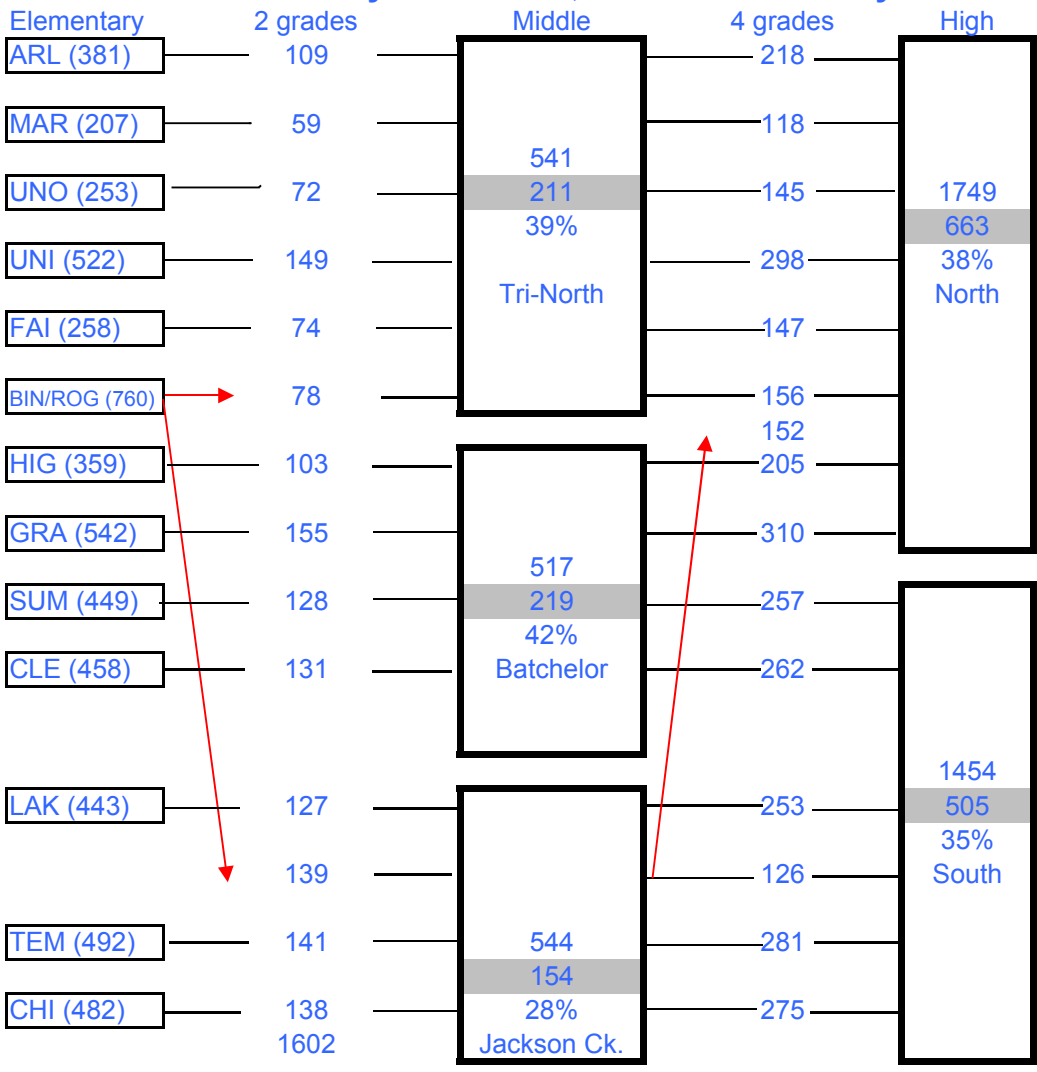 Elementary 2 grades Middle 4 grades High
ARL (381) 109 218
MAR (207) 59 118
541
UNO (253) 72 211 145 1749
39% 663
UNI (522) 149 298 38%
Tri-North North
FAI (258) 74 147
BIN/ROG (760) 78 156
152
HIG (359) 103 205
GRA (542) 155 310
517
SUM (449) 128 219 257
42%
CLE (458) 131 Batchelor 262
1454
LAK (443) 127 253 505
35%
139 126 South
TEM (492) 141 544 281
154
CHI (482) 138 28% 275
1602 Jackson Ck.